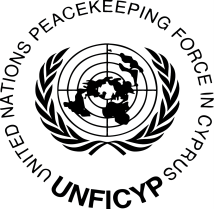 UNITED NATIONS PEACEKEEPING FORCE IN CYPRUS
UNFICYP